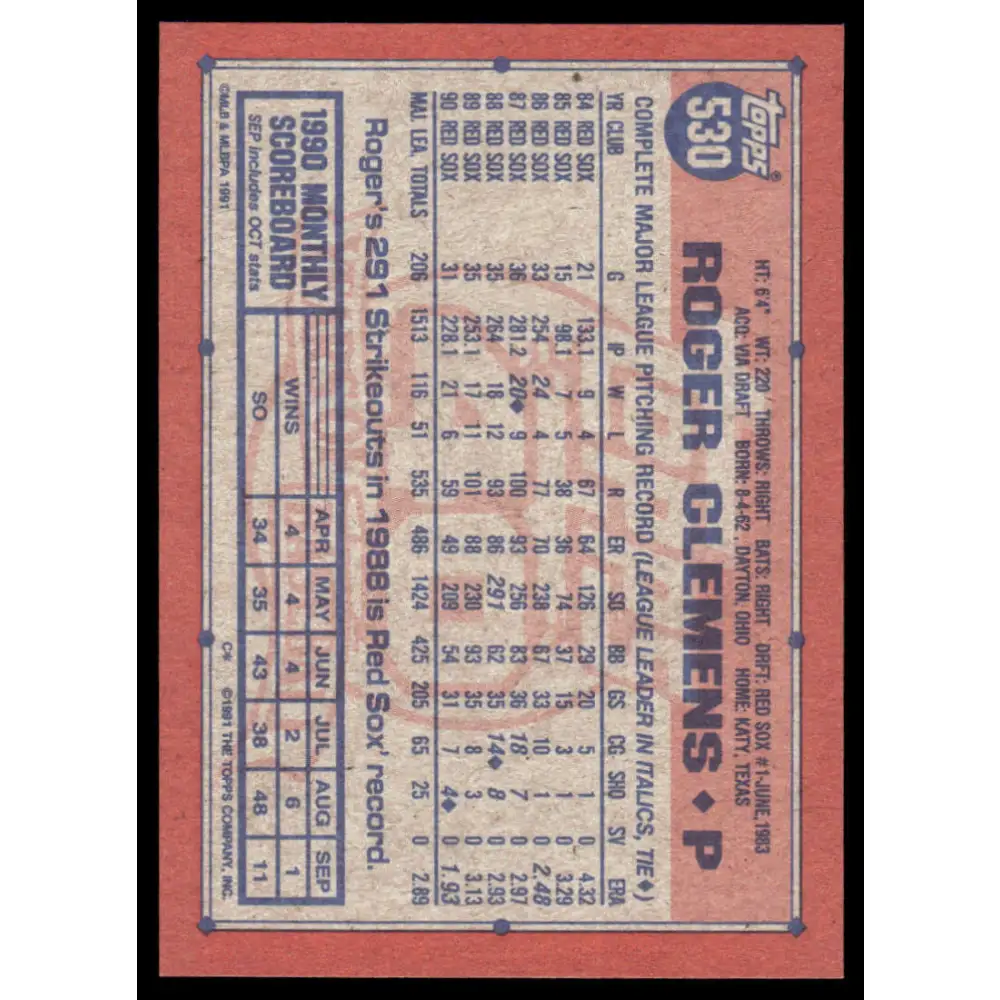 topps®
530
HT: 6'4" WT: 220 THROWS: RIGHT BATS: RIGHT DRFT: RED SOX #1-JUNE, 1983
ACQ: VIA DRAFT BORN: 8-4-62, DAYTON, OHIO HOME: KATY, TEXAS
ROGER CLEMENS ♦ P
COMPLETE MAJOR LEAGUE PITCHING RECORD (LEAGUE LEADER IN ITALICS, TIE♦)
YR CLUB G IP W L R ER SO BB GS CG SHO SV ERA
84 RED SOX 21 133.1 9 4 67 64 126 29 20 5 1 0 4.32
85 RED SOX 15 98.1 7 5 38 36 74 37 15 3 1 0 3.29
86 RED SOX 33 254 24 4 77 70 238 67 33 10 1 0 2.48
87 RED SOX 36 281.2 20♦ 9 100 93 256 83 36 18 7 0 2.97
88 RED SOX 35 264 18 12 93 86 291 62 35 14♦ 8 0 2.93
89 RED SOX 35 253.1 17 11 101 88 230 93 35 8 3 0 3.13
90 RED SOX 31 228.1 21 6 59 49 209 54 31 7 4♦ 0 1.93
MAJ. LEA. TOTALS 206 1513 116 51 535 486 1424 425 205 65 25 0 2.89
Roger's 291 Strikeouts in 1988 is Red Sox' record.
1990 MONTHLY
SCOREBOARD
SEP includes OCT stats
APR MAY JUN JUL AUG SEP
WINS 4 4 4 2 6 1
SO 34 35 43 38 48 11
©MLB & MLBPA 1991 C* ©1991 THE TOPPS COMPANY, INC.